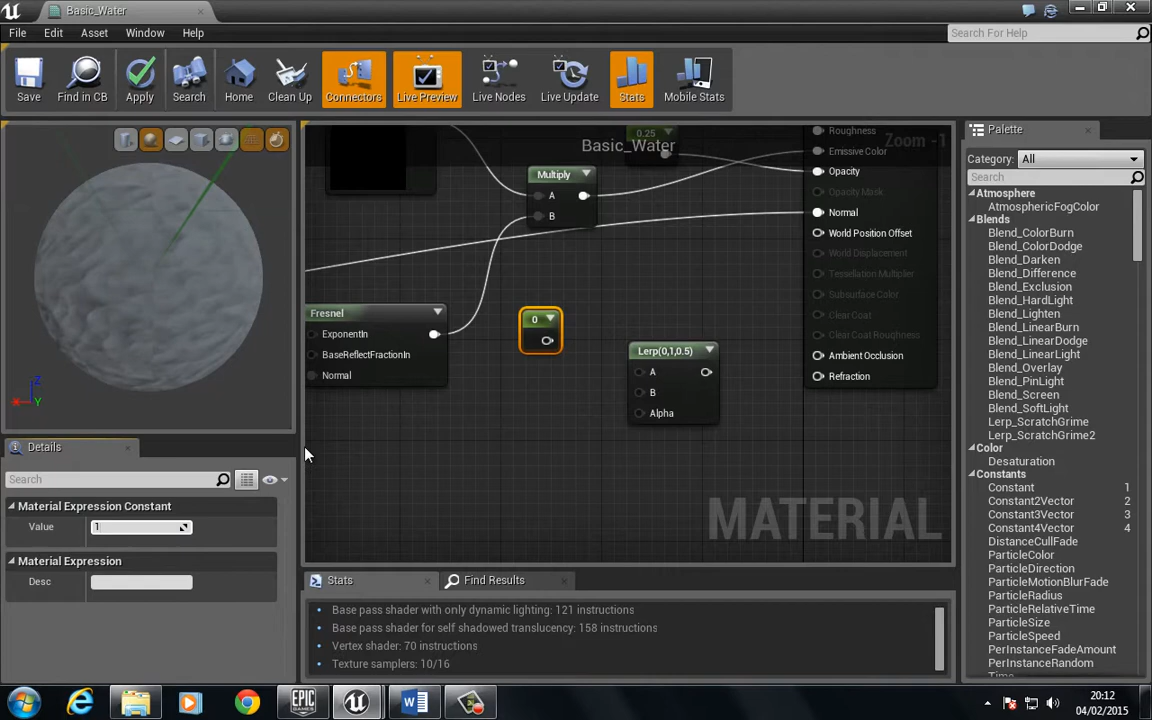 Basic_Water
File Edit Asset Window Help
Search For Help
Save Find in CB Apply Search Home Clean Up Connectors Live Preview Live Nodes Live Update Stats Mobile Stats
Basic_Water
Zoom -1
0.25
Multiply
A
B
Fresnel
ExponentIn
BaseReflectFractionIn
Normal
0
Lerp(0,1,0.5)
A
B
Alpha
Roughness
Emissive Color
Opacity
Opacity Mask
Normal
World Position Offset
World Displacement
Tessellation Multiplier
Subsurface Color
Clear Coat
Clear Coat Roughness
Ambient Occlusion
Refraction
MATERIAL
Z
X
Y
Details
Search
Material Expression Constant
Value 1
Material Expression
Desc
Stats
Find Results
Base pass shader with only dynamic lighting: 121 instructions
Base pass shader for self shadowed translucency: 158 instructions
Vertex shader: 70 instructions
Texture samplers: 10/16
Palette
Category: All
Search
Atmosphere
AtmosphericFogColor
Blends
Blend_ColorBurn
Blend_ColorDodge
Blend_Darken
Blend_Difference
Blend_Exclusion
Blend_HardLight
Blend_Lighten
Blend_LinearBurn
Blend_LinearDodge
Blend_LinearLight
Blend_Overlay
Blend_PinLight
Blend_Screen
Blend_SoftLight
Lerp_ScratchGrime
Lerp_ScratchGrime2
Color
Desaturation
Constants
Constant 1
Constant2Vector 2
Constant3Vector 3
Constant4Vector 4
DistanceCullFade
ParticleColor
ParticleDirection
ParticleMotionBlurFade
ParticleRadius
ParticleRelativeTime
ParticleSize
ParticleSpeed
PerInstanceFadeAmount
PerInstanceRandom
Time
EPIC GAMES
20:12
04/02/2015